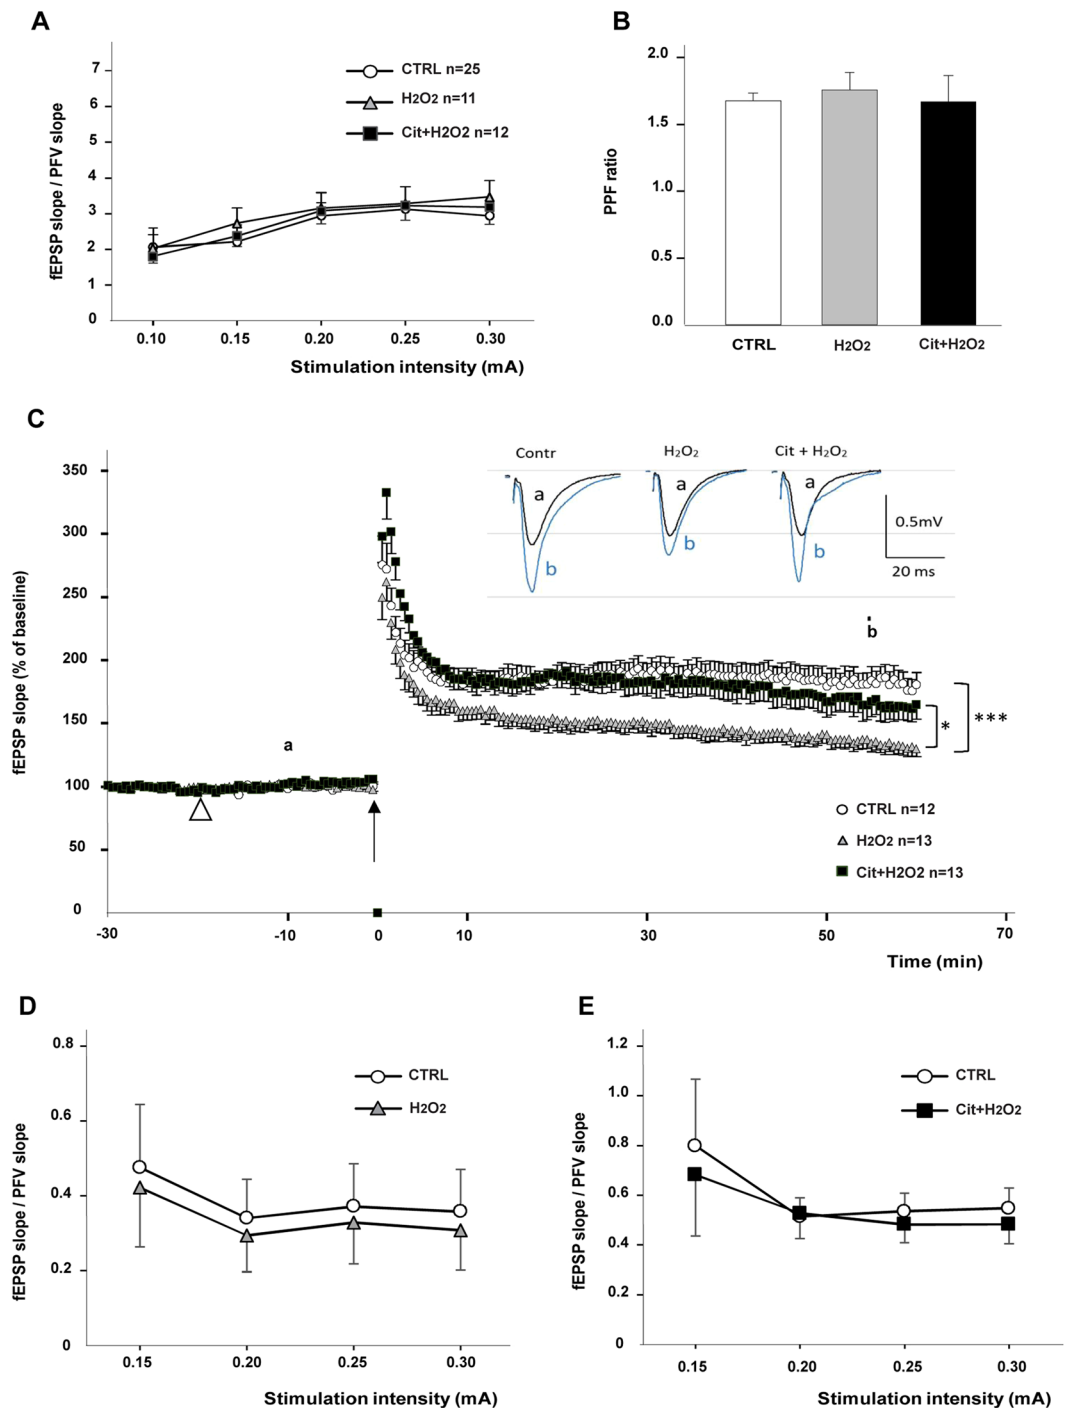 A
fEPSP slope / PFV slope
7
6
5
4
3
2
1
0
0.10 0.15 0.20 0.25 0.30
Stimulation intensity (mA)
CTRL n=25
H2O2 n=11
Cit+H2O2 n=12
B
PPF ratio
2.0
1.5
1.0
0.5
0.0
CTRL H2O2 Cit+H2O2
C
fEPSP slope (% of baseline)
350
300
250
200
150
100
50
0
-30 -10 0 10 30 50 70
Time (min)
Contr H2O2 Cit + H2O2
a a a
b b b
0.5mV
20 ms
b
a
* ***
CTRL n=12
H2O2 n=13
Cit+H2O2 n=13
D
fEPSP slope / PFV slope
0.8
0.6
0.4
0.2
0
0.15 0.20 0.25 0.30
Stimulation intensity (mA)
CTRL
H2O2
E
fEPSP slope / PFV slope
1.2
1.0
0.8
0.6
0.4
0.2
0
0.15 0.20 0.25 0.30
Stimulation intensity (mA)
CTRL
Cit+H2O2